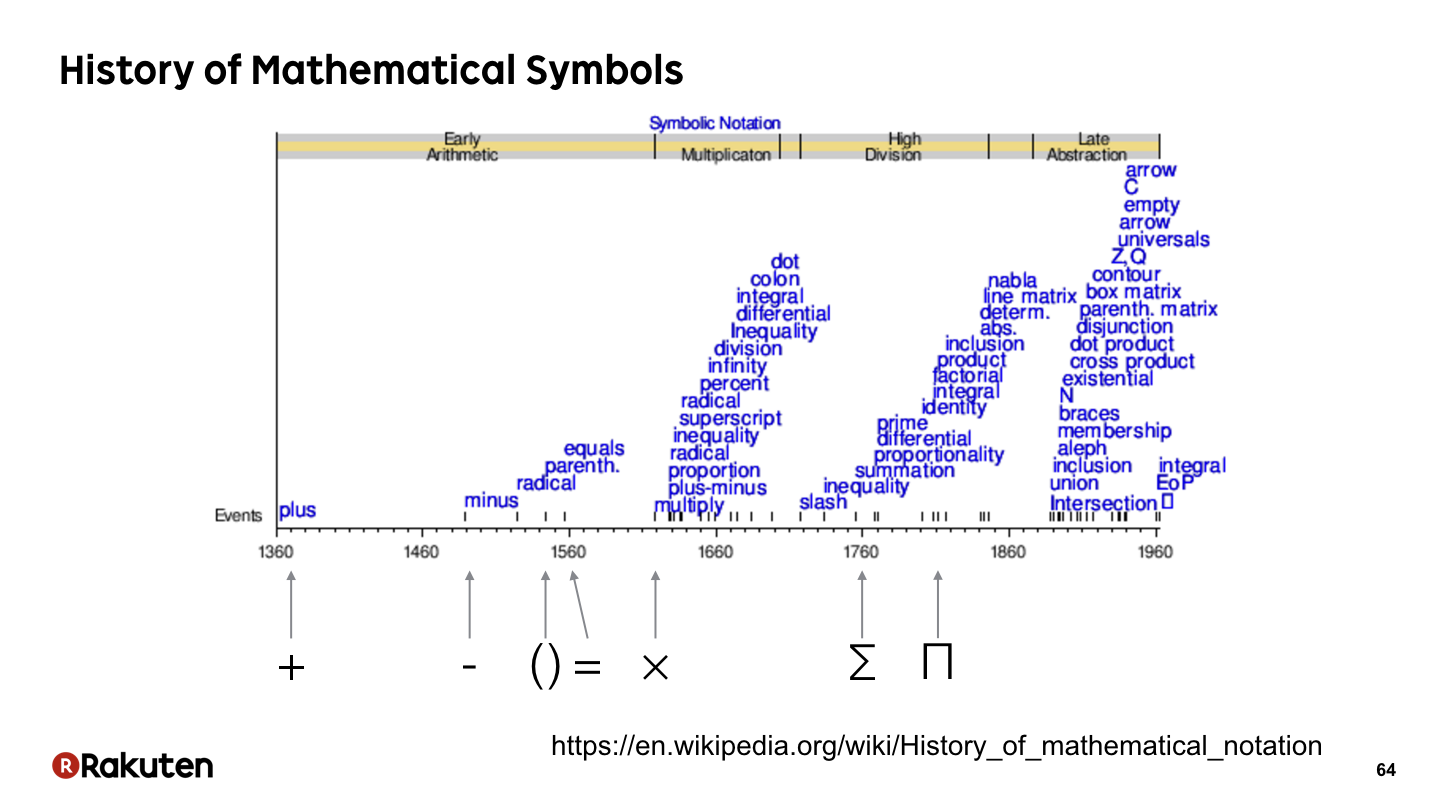 History of Mathematical Symbols
Symbolic Notation
Early
Arithmetic
Multiplicaton
High
Division
Late
Abstraction
arrow
C
empty
arrow
universals
Z,Q
contour
box matrix
parenth. matrix
disjunction
dot product
cross product
existential
N
braces
membership
aleph
inclusion
union
Intersection
integral
EoP
▯
nabla
line matrix
determ.
abs.
inclusion
product
factorial
integral
identity
prime
differential
proportionality
summation
inequality
slash
dot
colon
integral
differential
Inequality
division
infinity
percent
radical
superscript
inequality
radical
proportion
plus-minus
multiply
equals
parenth.
radical
minus
plus
Events
1360 1460 1560 1660 1760 1860 1960
+ - () = × Σ Π
https://en.wikipedia.org/wiki/History_of_mathematical_notation
R Rakuten
64